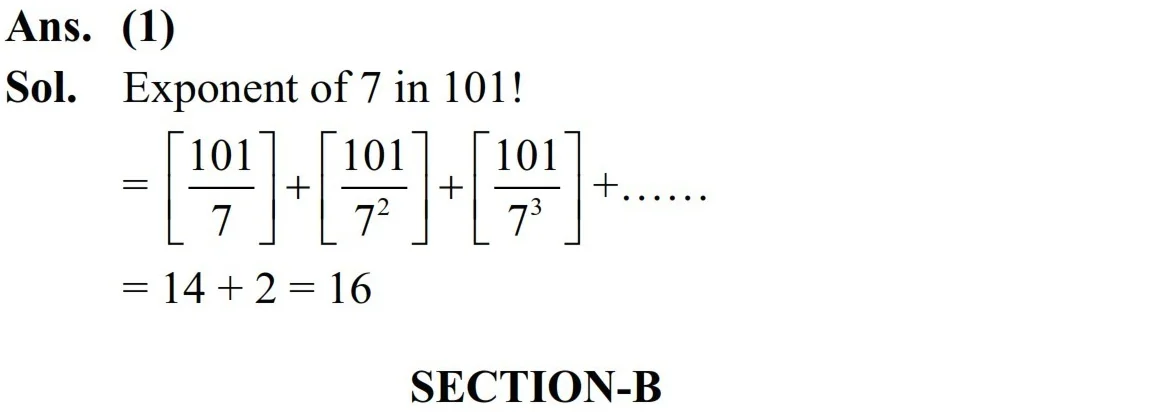 Ans. (1)
Sol. Exponent of 7 in 101!
= [101/7] + [101/7²] + [101/7³] +......
= 14 + 2 = 16
SECTION-B